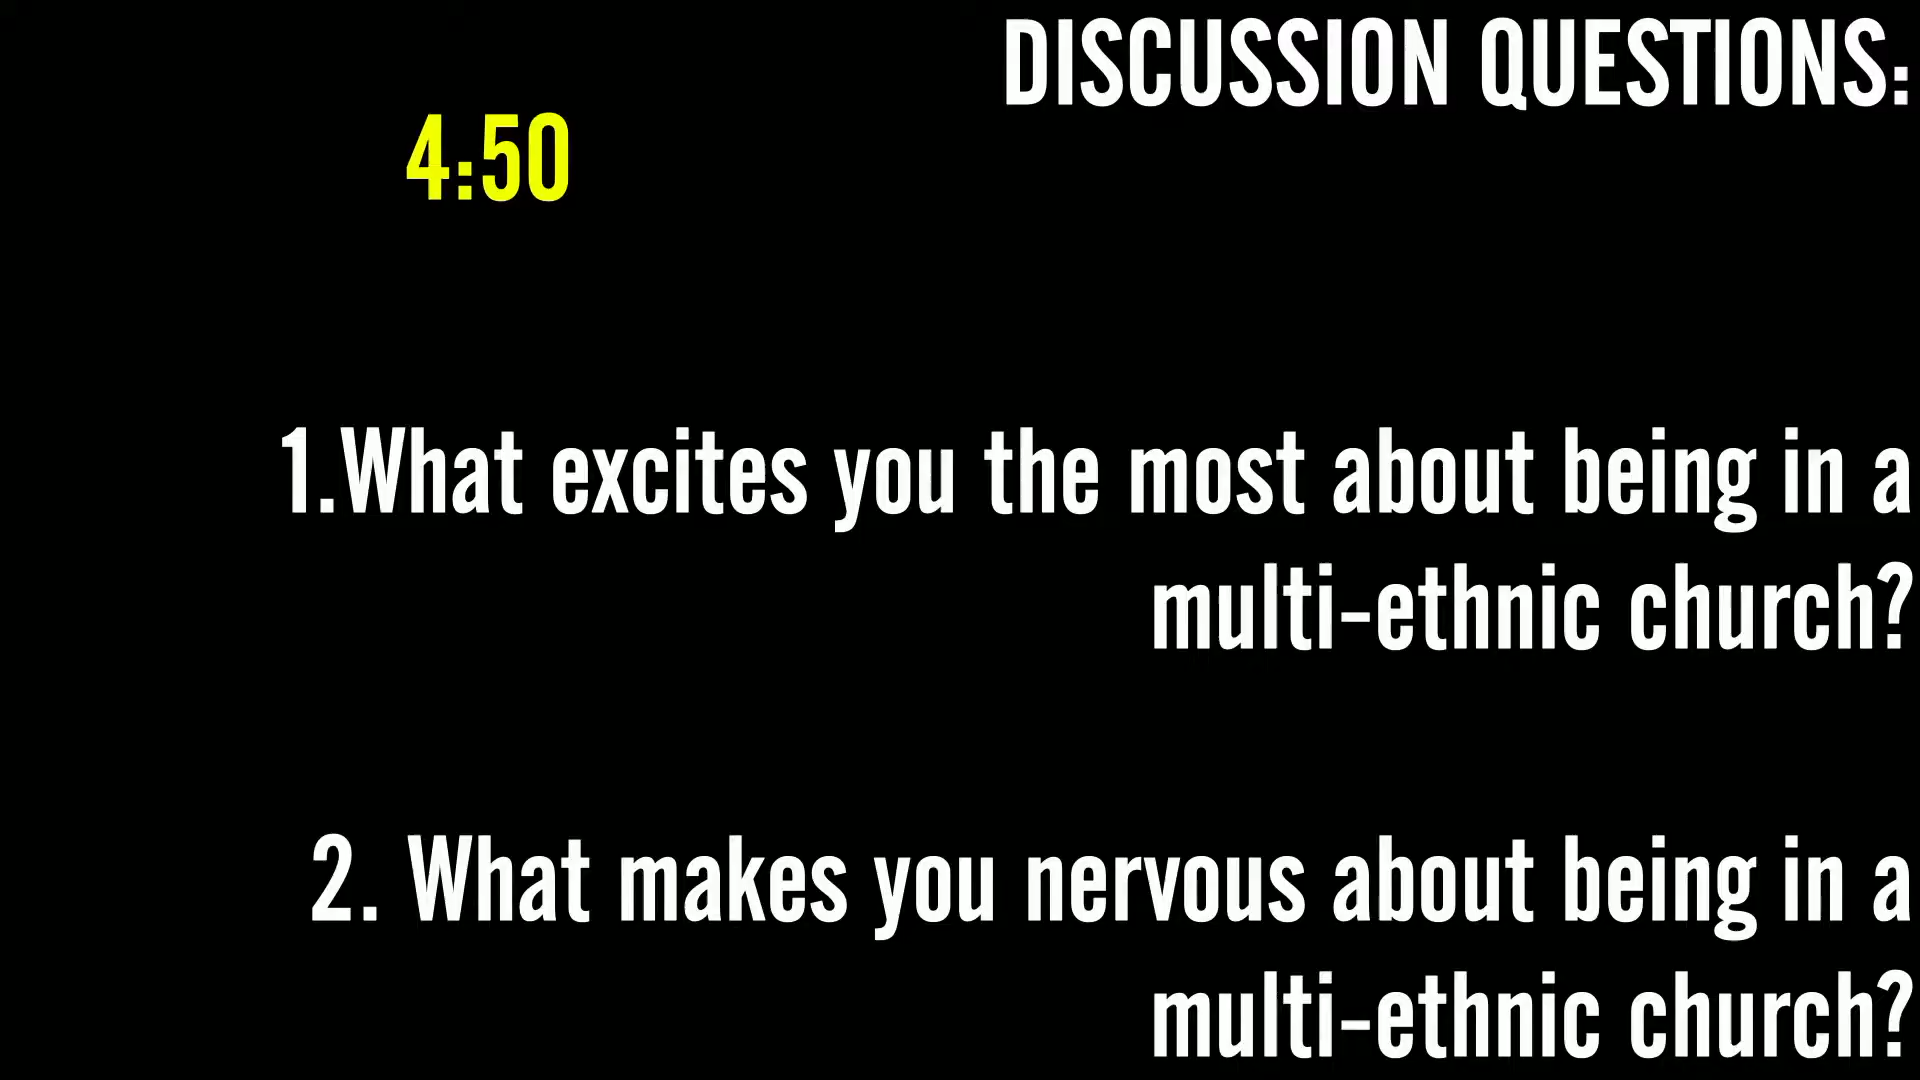 DISCUSSION QUESTIONS:
4:50
1.What excites you the most about being in a
multi-ethnic church?
2. What makes you nervous about being in a
multi-ethnic church?